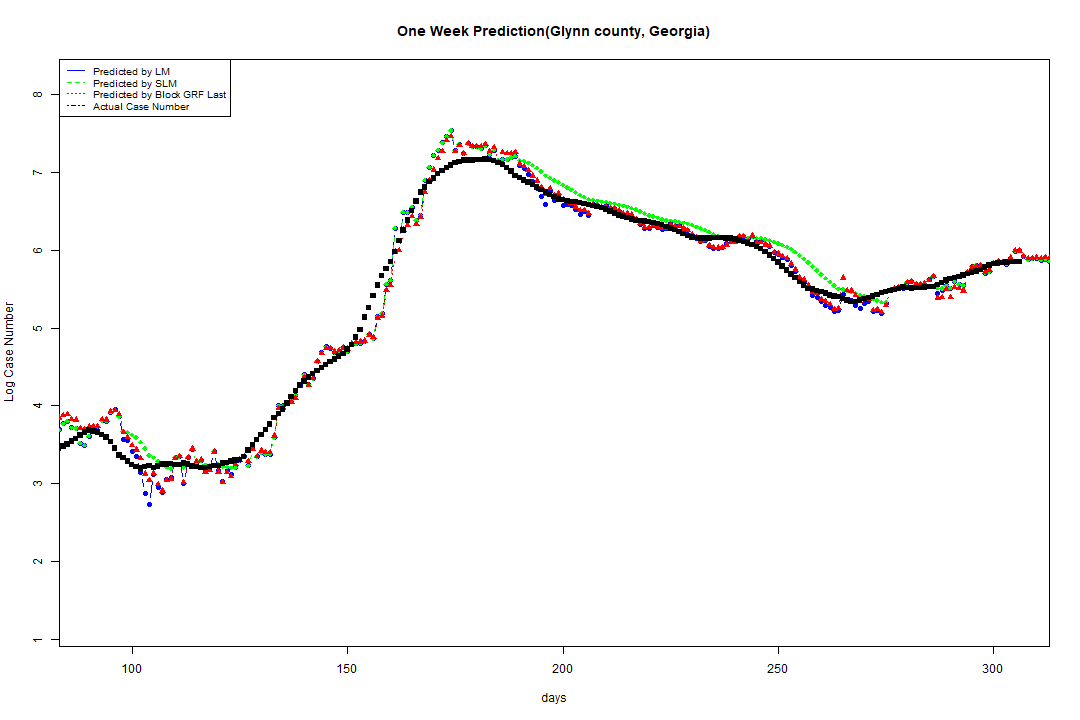 One Week Prediction(Glynn county, Georgia)
Predicted by LM
Predicted by SLM
Predicted by Block GRF Last
Actual Case Number
Log Case Number
8
7
6
5
4
3
2
1
100 150 200 250 300
days